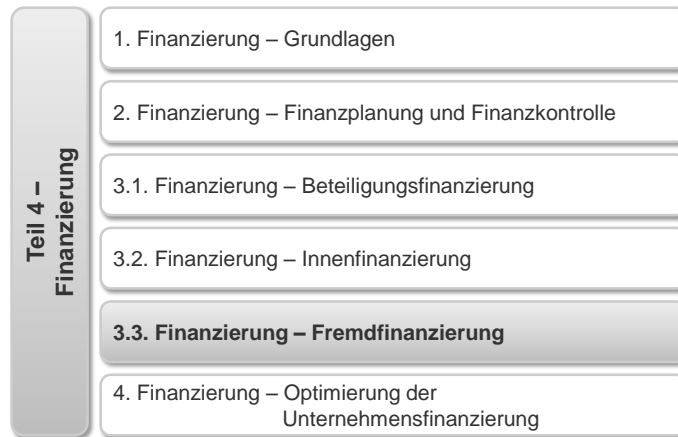 Teil 4 –
Finanzierung
1. Finanzierung – Grundlagen
2. Finanzierung – Finanzplanung und Finanzkontrolle
3.1. Finanzierung – Beteiligungsfinanzierung
3.2. Finanzierung – Innenfinanzierung
3.3. Finanzierung – Fremdfinanzierung
4. Finanzierung – Optimierung der
Unternehmensfinanzierung